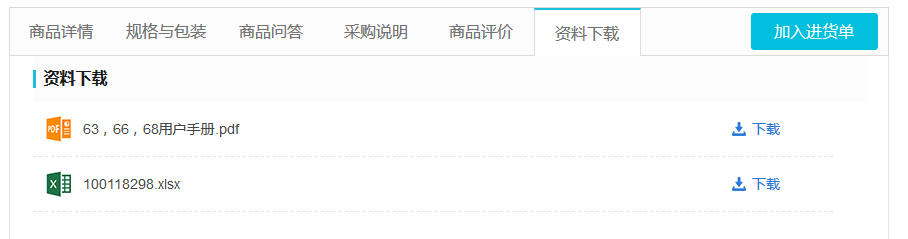 商品详情 规格与包装 商品问答 采购说明 商品评价 资料下载 加入进货单
资料下载
PDF 63，66，68用户手册.pdf 下载
X 100118298.xlsx 下载